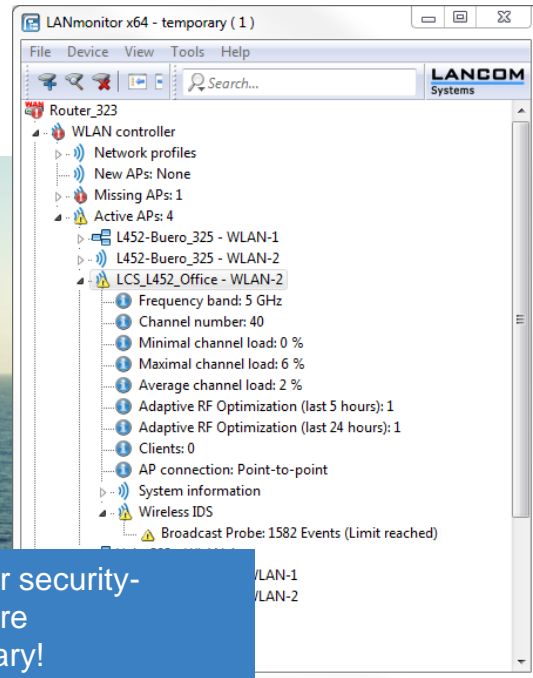 LANmonitor x64 - temporary ( 1 )
File Device View Tools Help
Search...
LANCOM
Systems
Router_323
WLAN controller
Network profiles
New APs: None
Missing APs: 1
Active APs: 4
L452-Buero_325 - WLAN-1
L452-Buero_325 - WLAN-2
LCS_L452_Office - WLAN-2
Frequency band: 5 GHz
Channel number: 40
Minimal channel load: 0 %
Maximal channel load: 6 %
Average channel load: 2 %
Adaptive RF Optimization (last 5 hours): 1
Adaptive RF Optimization (last 24 hours): 1
Clients: 0
AP connection: Point-to-point
System information
Wireless IDS
Broadcast Probe: 1582 Events (Limit reached)
WLAN-1
WLAN-2
r security-
re
ary!